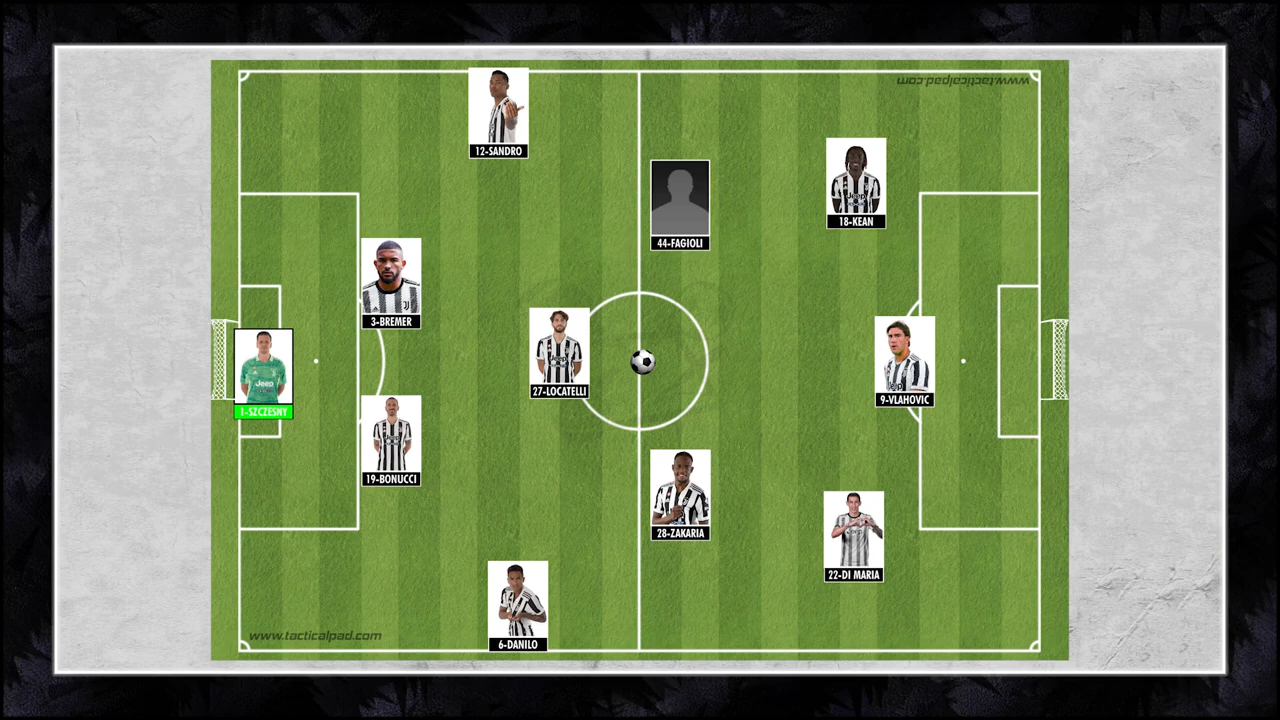 www.tacticalpad.com
12-SANDRO
18-KEAN
44-FAGIOLI
3-BREMER
27-LOCATELLI
9-VLAHOVIC
Jeep
1-SZCZESNY
19-BONUCCI
28-ZAKARIA
22-DI MARIA
www.tacticalpad.com
6-DANILO